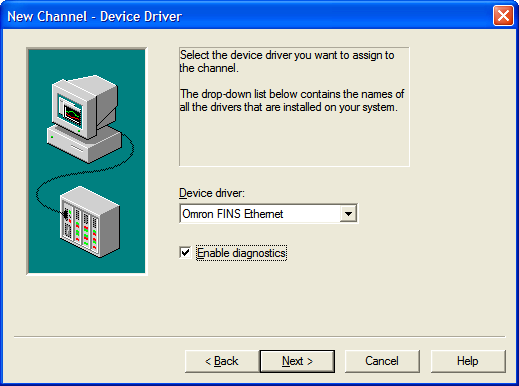 New Channel - Device Driver
Select the device driver you want to assign to
the channel.
The drop-down list below contains the names of
all the drivers that are installed on your system.
Device driver:
Omron FINS Ethernet
Enable diagnostics
< Back
Next >
Cancel
Help